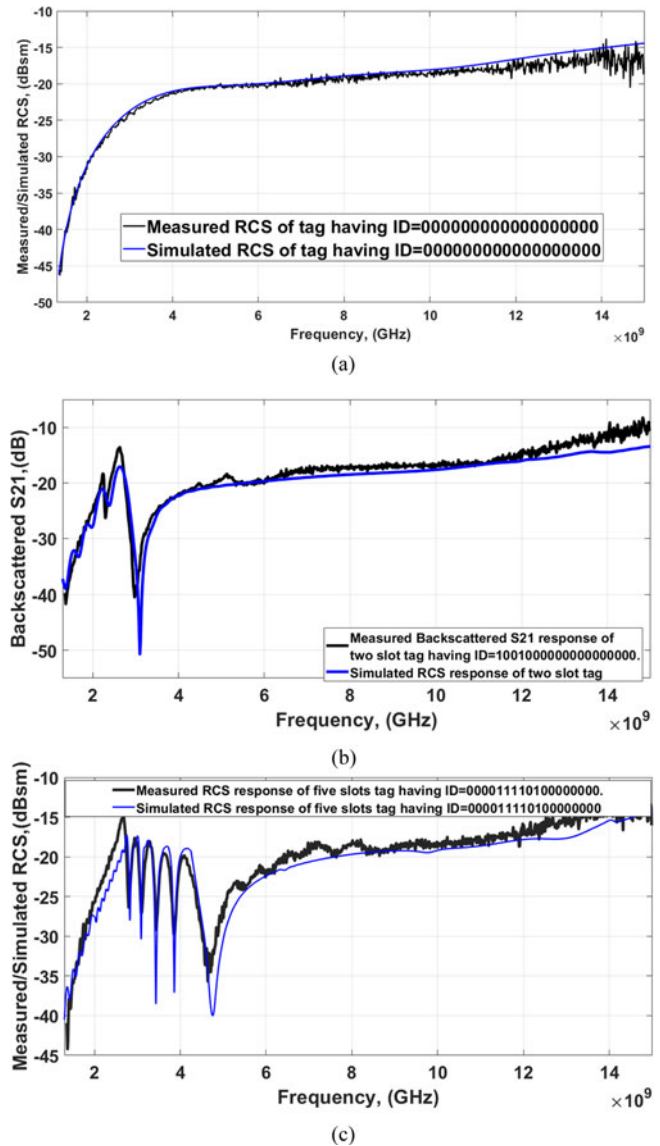 -10
-15
-20
-25
-30
-35
-40
-45
-50
Measured/Simulated RCS, (dBsm)
Measured RCS of tag having ID=000000000000000000
Simulated RCS of tag having ID=000000000000000000
2 4 6 8 10 12 14
Frequency, (GHz)
×10⁹
(a)
-10
-20
-30
-40
-50
Backscattered S21,(dB)
Measured Backscattered S21 response of
two slot tag having ID=1001000000000000000.
Simulated RCS response of two slot tag
2 4 6 8 10 12 14
Frequency, (GHz)
×10⁹
(b)
-10
-15
-20
-25
-30
-35
-40
-45
Measured/Simulated RCS,(dBsm)
Measured RCS response of five slots tag having ID=000011110100000000.
Simulated RCS response of five slots tag having ID=000011110100000000
2 4 6 8 10 12 14
Frequency, (GHz)
×10⁹
(c)